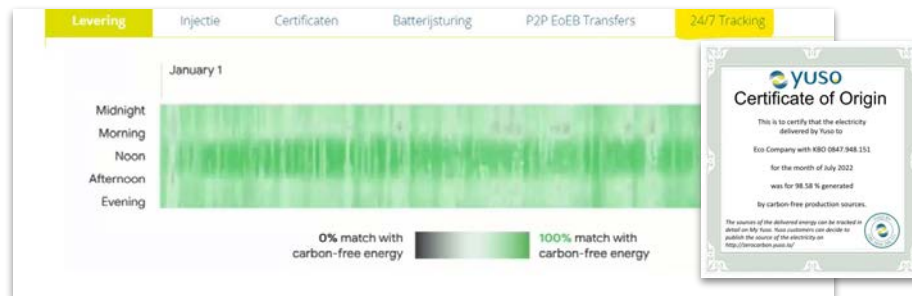 Levering Injectie Certificaten Batterijsturing P2P EoEB Transfers 24/7 Tracking
January 1
Midnight
Morning
Noon
Afternoon
Evening
0% match with
carbon-free energy
100% match with
carbon-free energy
yuso
Certificate of Origin
This is to certify that the electricity
delivered by Yuso to
Eco Company with KBO 0847.948.151
for the month of July 2022
was for 98.58 % generated
by carbon-free production sources.
The sources of the delivered energy can be tracked in
detail on My Yuso. Yuso customers can decide to
publish the source of the electricity on
http://zerocarbon.yuso.io/